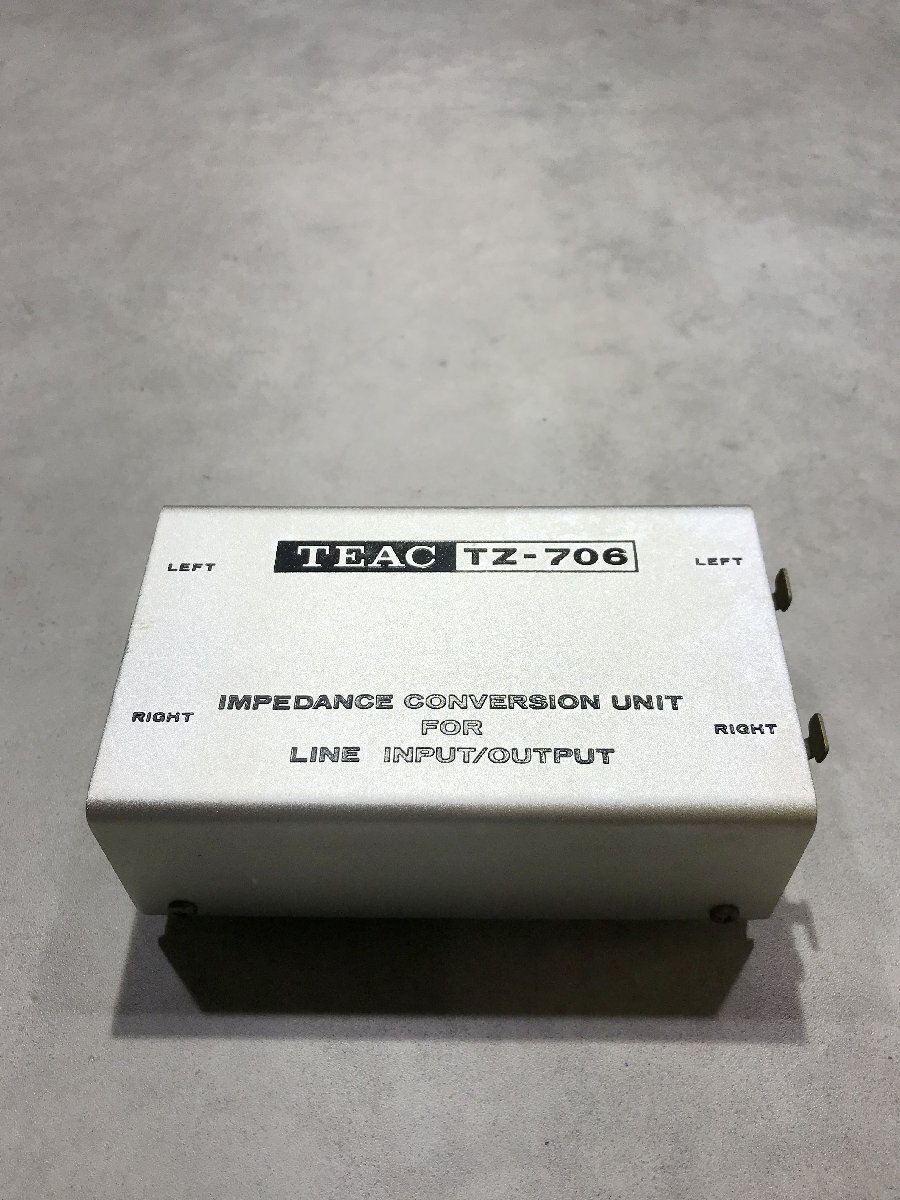 TEAC TZ-706
LEFT LEFT
IMPEDANCE CONVERSION UNIT
RIGHT RIGHT
FOR
LINE INPUT/OUTPUT